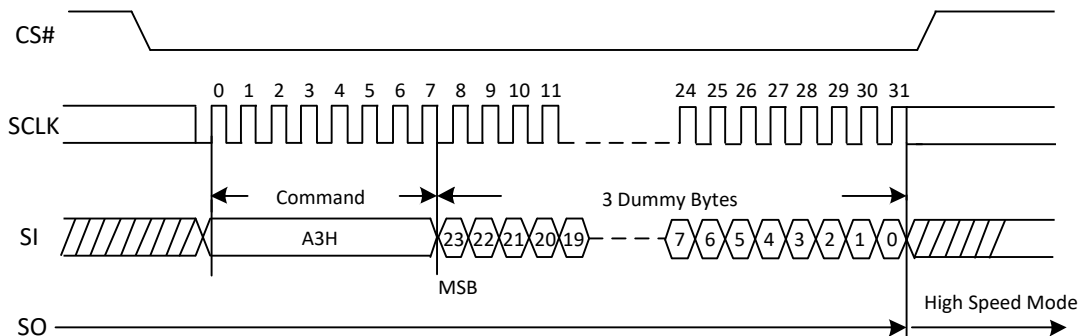 CS#
0 1 2 3 4 5 6 7 8 9 10 11 24 25 26 27 28 29 30 31
SCLK
Command 3 Dummy Bytes
SI A3H 23 22 21 20 19 7 6 5 4 3 2 1 0
MSB
High Speed Mode
SO